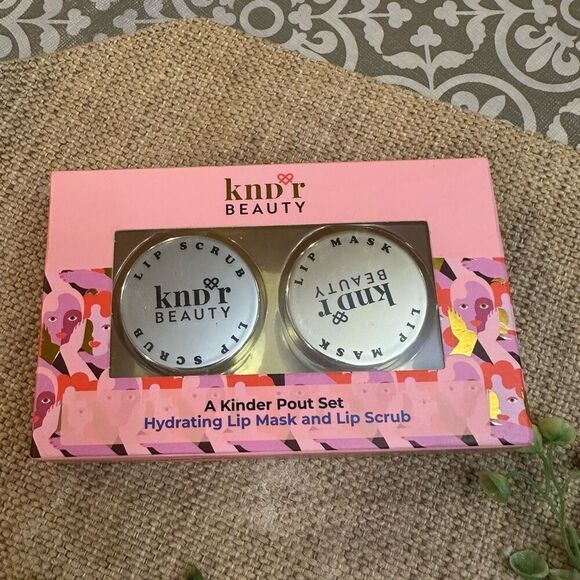 knd r
BEAUTY
LIP SCRUB
knd r
BEAUTY
LIP SCRUB
LIP MASK
knd r
BEAUTY
LIP MASK
A Kinder Pout Set
Hydrating Lip Mask and Lip Scrub